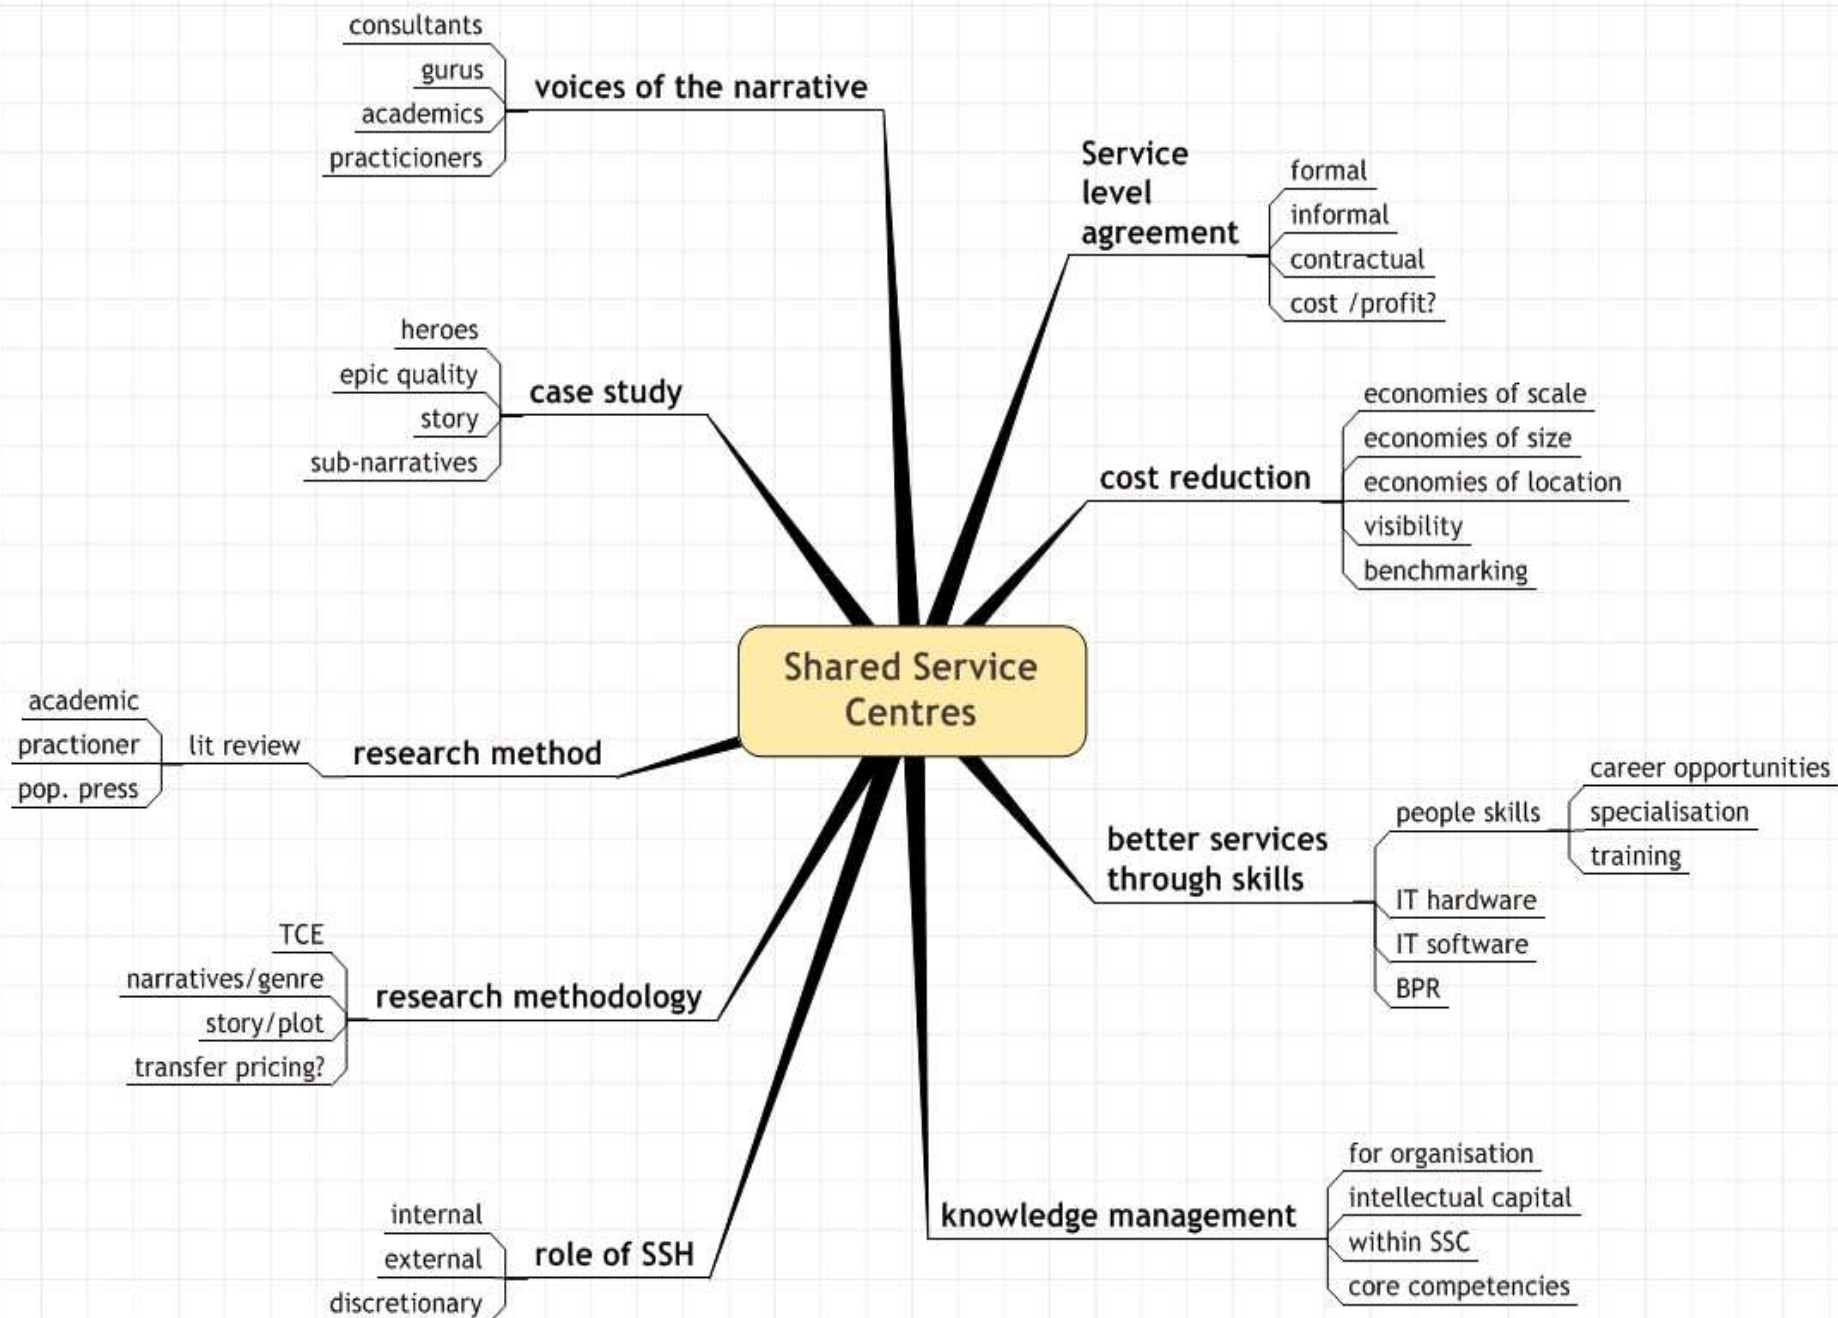 consultants
gurus
academics
practicioners
voices of the narrative
Service
level
agreement
formal
informal
contractual
cost /profit?
heroes
epic quality
story
sub-narratives
case study
cost reduction
economies of scale
economies of size
economies of location
visibility
benchmarking
Shared Service
Centres
academic
practioner
pop. press
lit review
research method
better services
through skills
people skills
career opportunities
specialisation
training
IT hardware
IT software
BPR
TCE
narratives/genre
story/plot
transfer pricing?
research methodology
internal
external
discretionary
role of SSH
knowledge management
for organisation
intellectual capital
within SSC
core competencies